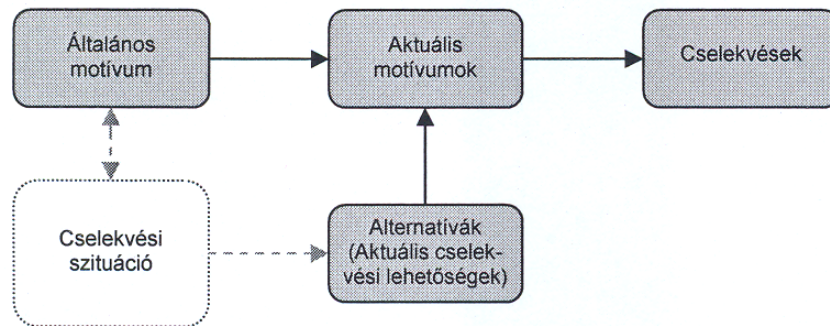 Általános
motívum
Aktuális
motívumok
Cselekvések
Cselekvési
szituáció
Alternatívák
(Aktuális cselek-
vési lehetőségek)